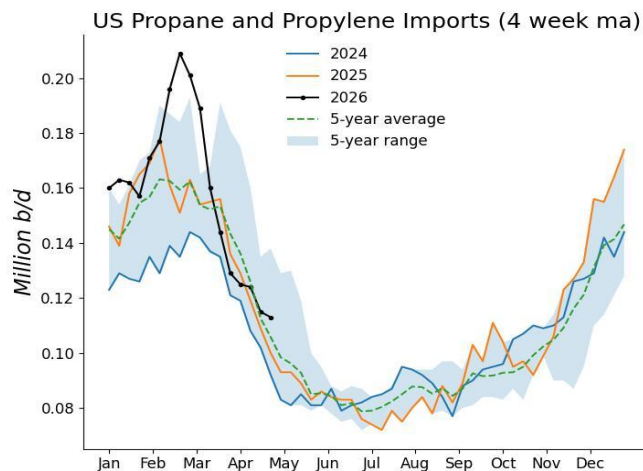 US Propane and Propylene Imports (4 week ma)
2024
2025
2026
5-year average
5-year range
Million b/d
0.20
0.18
0.16
0.14
0.12
0.10
0.08
Jan Feb Mar Apr May Jun Jul Aug Sep Oct Nov Dec